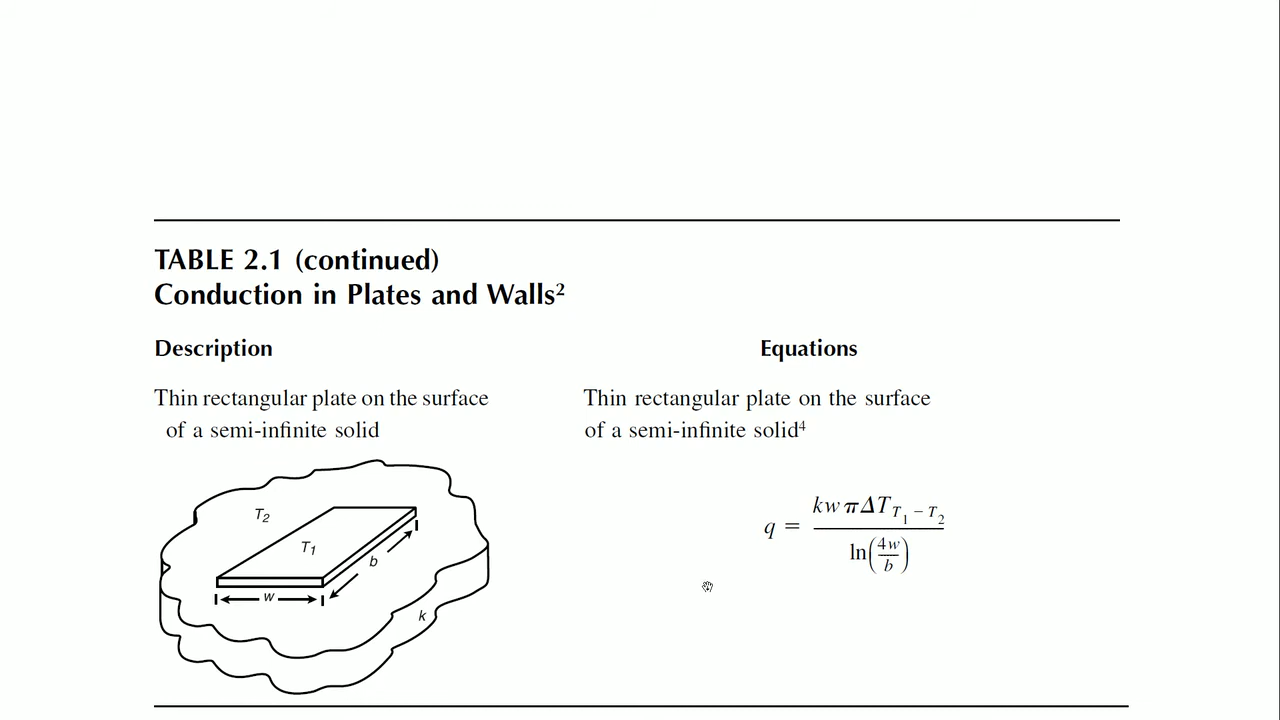 TABLE 2.1 (continued)
Conduction in Plates and Walls²
Description
Equations
Thin rectangular plate on the surface
of a semi-infinite solid
Thin rectangular plate on the surface
of a semi-infinite solid⁴
T₂
T₁
b
w
k
q = kwπΔT_{T₁ − T₂} / ln(4w/b)